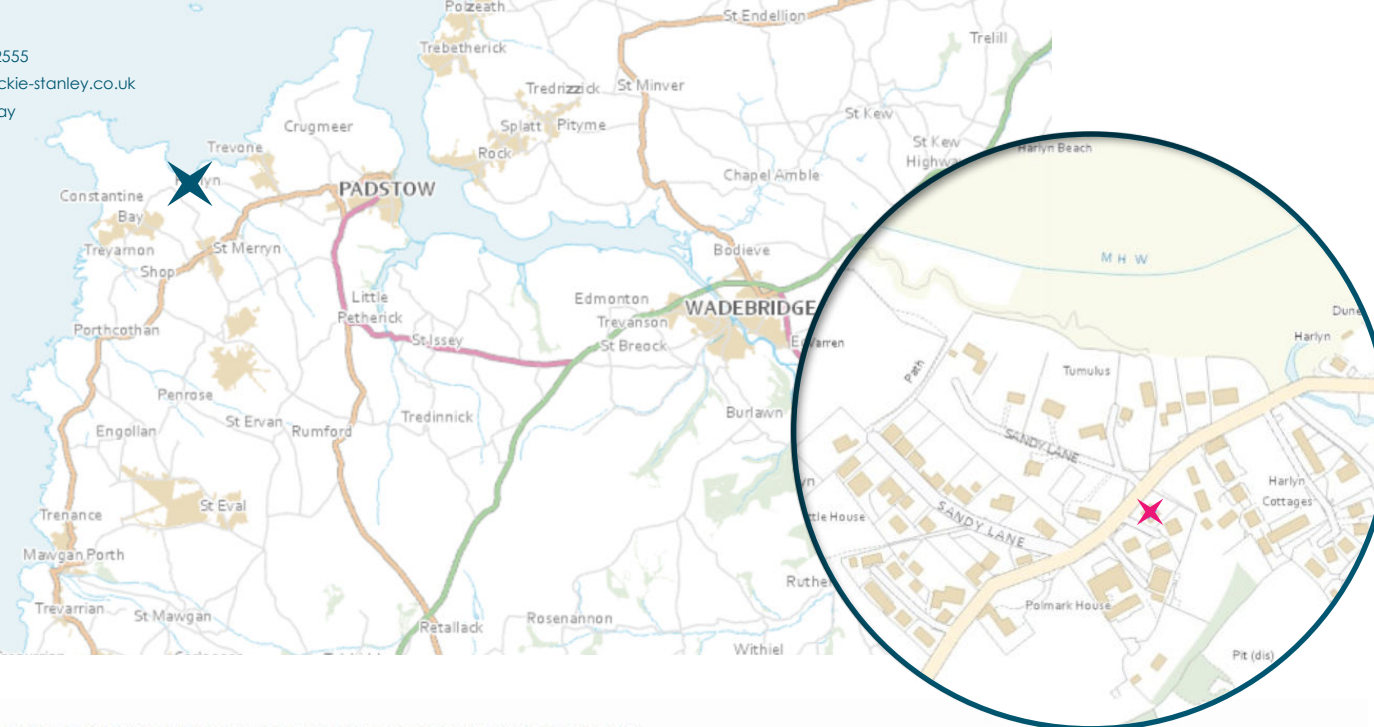 Polzeath
St Endellion
Trebetherick
Trelill
2555
ckie-stanley.co.uk
ay
Tredrizzick
St Minver
Crugmeer
Splatt
Pityme
St Kew
Trevone
Rock
St Kew
Highway
Chapel Amble
Constantine
Bay
PADSTOW
Treyarnon
St Merryn
Shop
Bodieve
Little
Petherick
Edmonton
WADEBRIDGE
Trevanson
Porthcothan
St Issey
St Breock
Penrose
St Ervan
Rumford
Tredinnick
Burlawn
Engollan
St Eval
Trenance
Mawgan Porth
Trevarrian
St Mawgan
Retallack
Rosenannon
Withiel
Ruthe
Harlyn Beach
M H W
Dune
Harlyn
Path
Tumulus
SANDY LANE
Harlyn
Cottages
ttle House
SANDY LANE
Polmark House
Pit (dis)